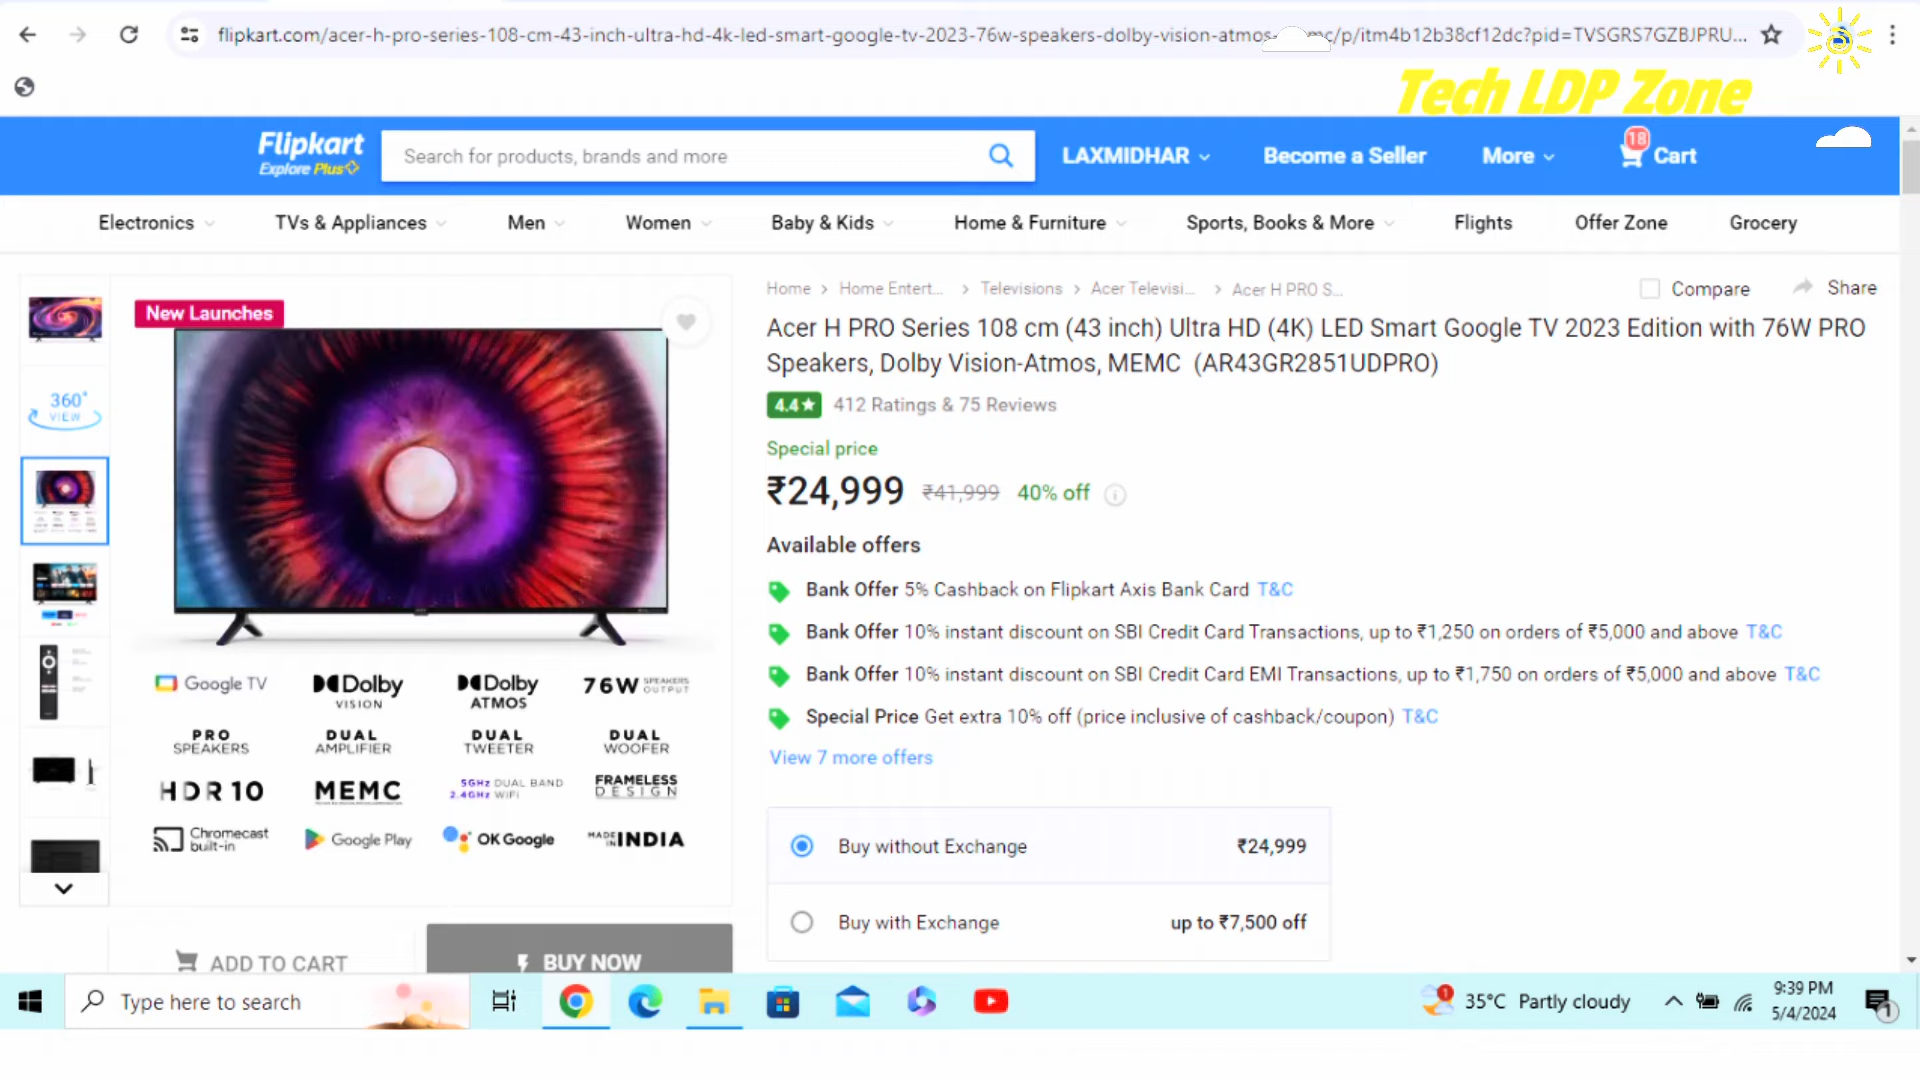 flipkart.com/acer-h-pro-series-108-cm-43-inch-ultra-hd-4k-led-smart-google-tv-2023-76w-speakers-dolby-vision-atmos-memc/p/itm4b12b38cf12dc?pid=TVSGRS7GZBJPRU...
Tech LDP Zone
Flipkart
Explore Plus
Search for products, brands and more
LAXMIDHAR
Become a Seller
More
18
Cart
Electronics
TVs & Appliances
Men
Women
Baby & Kids
Home & Furniture
Sports, Books & More
Flights
Offer Zone
Grocery
Home > Home Entert... > Televisions > Acer Televisi... > Acer H PRO S...
Compare
Share
New Launches
360°
VIEW
Acer H PRO Series 108 cm (43 inch) Ultra HD (4K) LED Smart Google TV 2023 Edition with 76W PRO
Speakers, Dolby Vision-Atmos, MEMC (AR43GR2851UDPRO)
4.4★ 412 Ratings & 75 Reviews
Special price
₹24,999 ₹41,999 40% off
Available offers
Bank Offer 5% Cashback on Flipkart Axis Bank Card T&C
Bank Offer 10% instant discount on SBI Credit Card Transactions, up to ₹1,250 on orders of ₹5,000 and above T&C
Bank Offer 10% instant discount on SBI Credit Card EMI Transactions, up to ₹1,750 on orders of ₹5,000 and above T&C
Special Price Get extra 10% off (price inclusive of cashback/coupon) T&C
View 7 more offers
Buy without Exchange ₹24,999
Buy with Exchange up to ₹7,500 off
Google TV
Dolby
VISION
Dolby
ATMOS
76W SPEAKERS
OUTPUT
PRO
SPEAKERS
DUAL
AMPLIFIER
DUAL
TWEETER
DUAL
WOOFER
HDR10
MEMC
5GHz DUAL BAND
2.4GHz WIFI
FRAMELESS
DESIGN
Chromecast
built-in
Google Play
OK Google
MADE IN INDIA
ADD TO CART
BUY NOW
Type here to search
1
35°C Partly cloudy
9:39 PM
5/4/2024
1